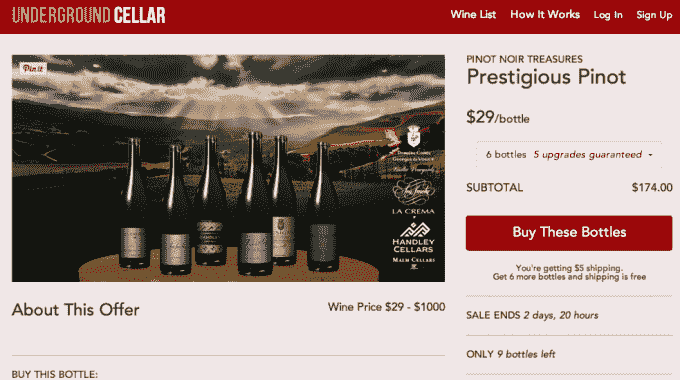 UNDERGROUND CELLAR
Wine List How It Works Log In Sign Up
Pin it
PINOT NOIR TREASURES
Prestigious Pinot
$29/bottle
6 bottles 5 upgrades guaranteed
SUBTOTAL $174.00
Buy These Bottles
You're getting $5 shipping.
Get 6 more bottles and shipping is free
SALE ENDS 2 days, 20 hours
ONLY 9 bottles left
LA CREMA
HANDLEY
CELLARS
MALM CELLARS
About This Offer Wine Price $29 - $1000
BUY THIS BOTTLE: